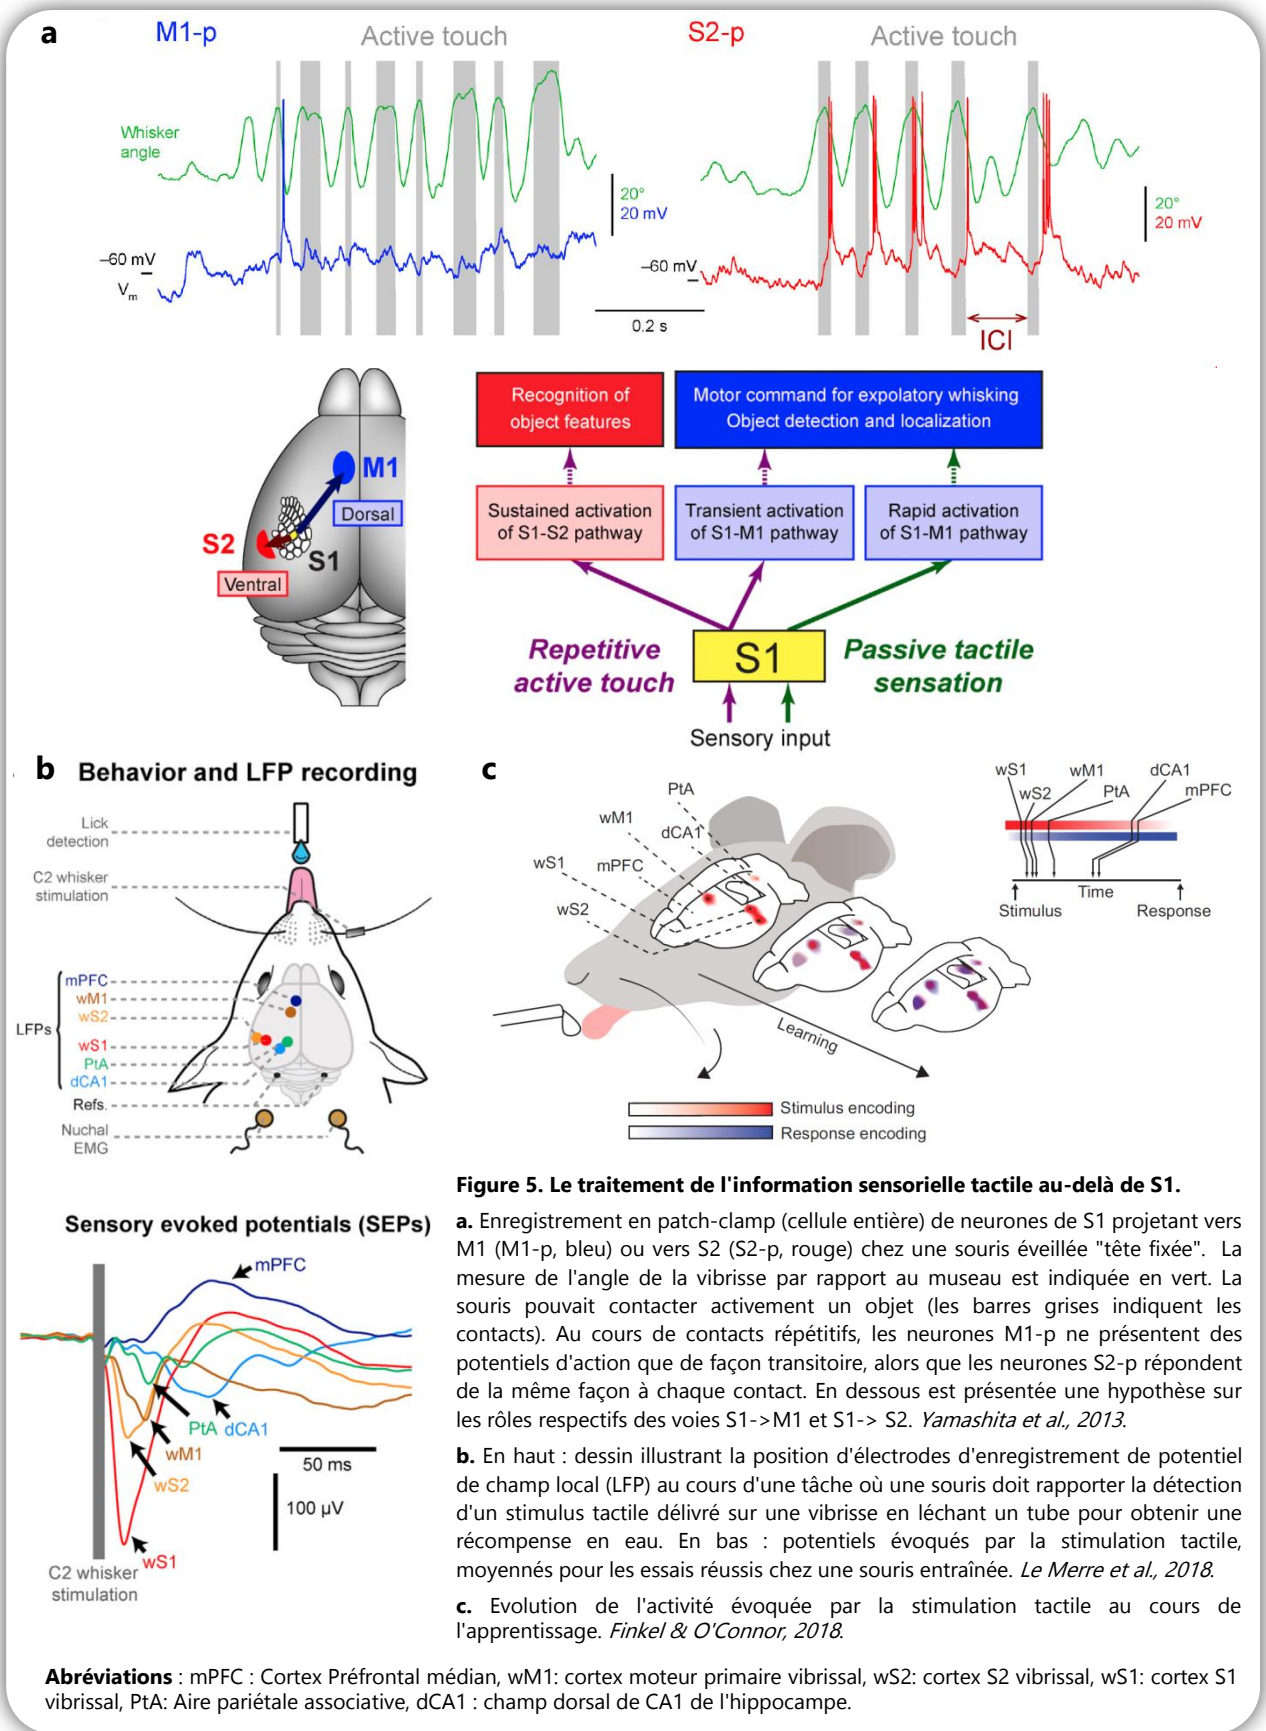 a
M1-p
Active touch
S2-p
Active touch
Whisker
angle
20°
20 mV
20°
20 mV
–60 mV
Vm
–60 mV
0.2 s
ICI
Recognition of
object features
Motor command for expolatory whisking
Object detection and localization
M1
Dorsal
S2
S1
Ventral
Sustained activation
of S1-S2 pathway
Transient activation
of S1-M1 pathway
Rapid activation
of S1-M1 pathway
Repetitive
active touch
S1
Passive tactile
sensation
Sensory input
b
Behavior and LFP recording
Lick
detection
C2 whisker
stimulation
LFPs
mPFC
wM1
wS2
wS1
PtA
dCA1
Refs.
Nuchal
EMG
Sensory evoked potentials (SEPs)
mPFC
PtA
dCA1
wM1
wS2
wS1
50 ms
100 µV
C2 whisker
stimulation
c
PtA
wM1
dCA1
wS1
mPFC
wS2
wS1
wM1
dCA1
wS2
PtA
mPFC
Time
Stimulus
Response
Learning
Stimulus encoding
Response encoding
Figure 5. Le traitement de l'information sensorielle tactile au-delà de S1.
a. Enregistrement en patch-clamp (cellule entière) de neurones de S1 projetant vers
M1 (M1-p, bleu) ou vers S2 (S2-p, rouge) chez une souris éveillée "tête fixée". La
mesure de l'angle de la vibrisse par rapport au museau est indiquée en vert. La
souris pouvait contacter activement un objet (les barres grises indiquent les
contacts). Au cours de contacts répétitifs, les neurones M1-p ne présentent des
potentiels d'action que de façon transitoire, alors que les neurones S2-p répondent
de la même façon à chaque contact. En dessous est présentée une hypothèse sur
les rôles respectifs des voies S1->M1 et S1-> S2. Yamashita et al., 2013.
b. En haut : dessin illustrant la position d'électrodes d'enregistrement de potentiel
de champ local (LFP) au cours d'une tâche où une souris doit rapporter la détection
d'un stimulus tactile délivré sur une vibrisse en léchant un tube pour obtenir une
récompense en eau. En bas : potentiels évoqués par la stimulation tactile,
moyennés pour les essais réussis chez une souris entraînée. Le Merre et al., 2018.
c. Evolution de l'activité évoquée par la stimulation tactile au cours de
l'apprentissage. Finkel & O'Connor, 2018.
Abréviations : mPFC : Cortex Préfrontal médian, wM1: cortex moteur primaire vibrissal, wS2: cortex S2 vibrissal, wS1: cortex S1
vibrissal, PtA: Aire pariétale associative, dCA1 : champ dorsal de CA1 de l'hippocampe.